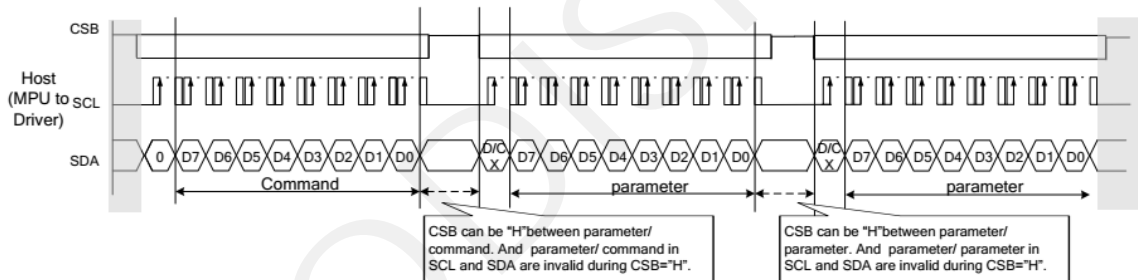 CSB
Host
(MPU to
Driver)
SCL
SDA
0 D7 D6 D5 D4 D3 D2 D1 D0 D/C X D7 D6 D5 D4 D3 D2 D1 D0 D/C X D7 D6 D5 D4 D3 D2 D1 D0
Command parameter parameter
CSB can be "H"between parameter/
command. And parameter/ command in
SCL and SDA are invalid during CSB="H".
CSB can be "H"between parameter/
parameter. And parameter/ parameter in
SCL and SDA are invalid during CSB="H".